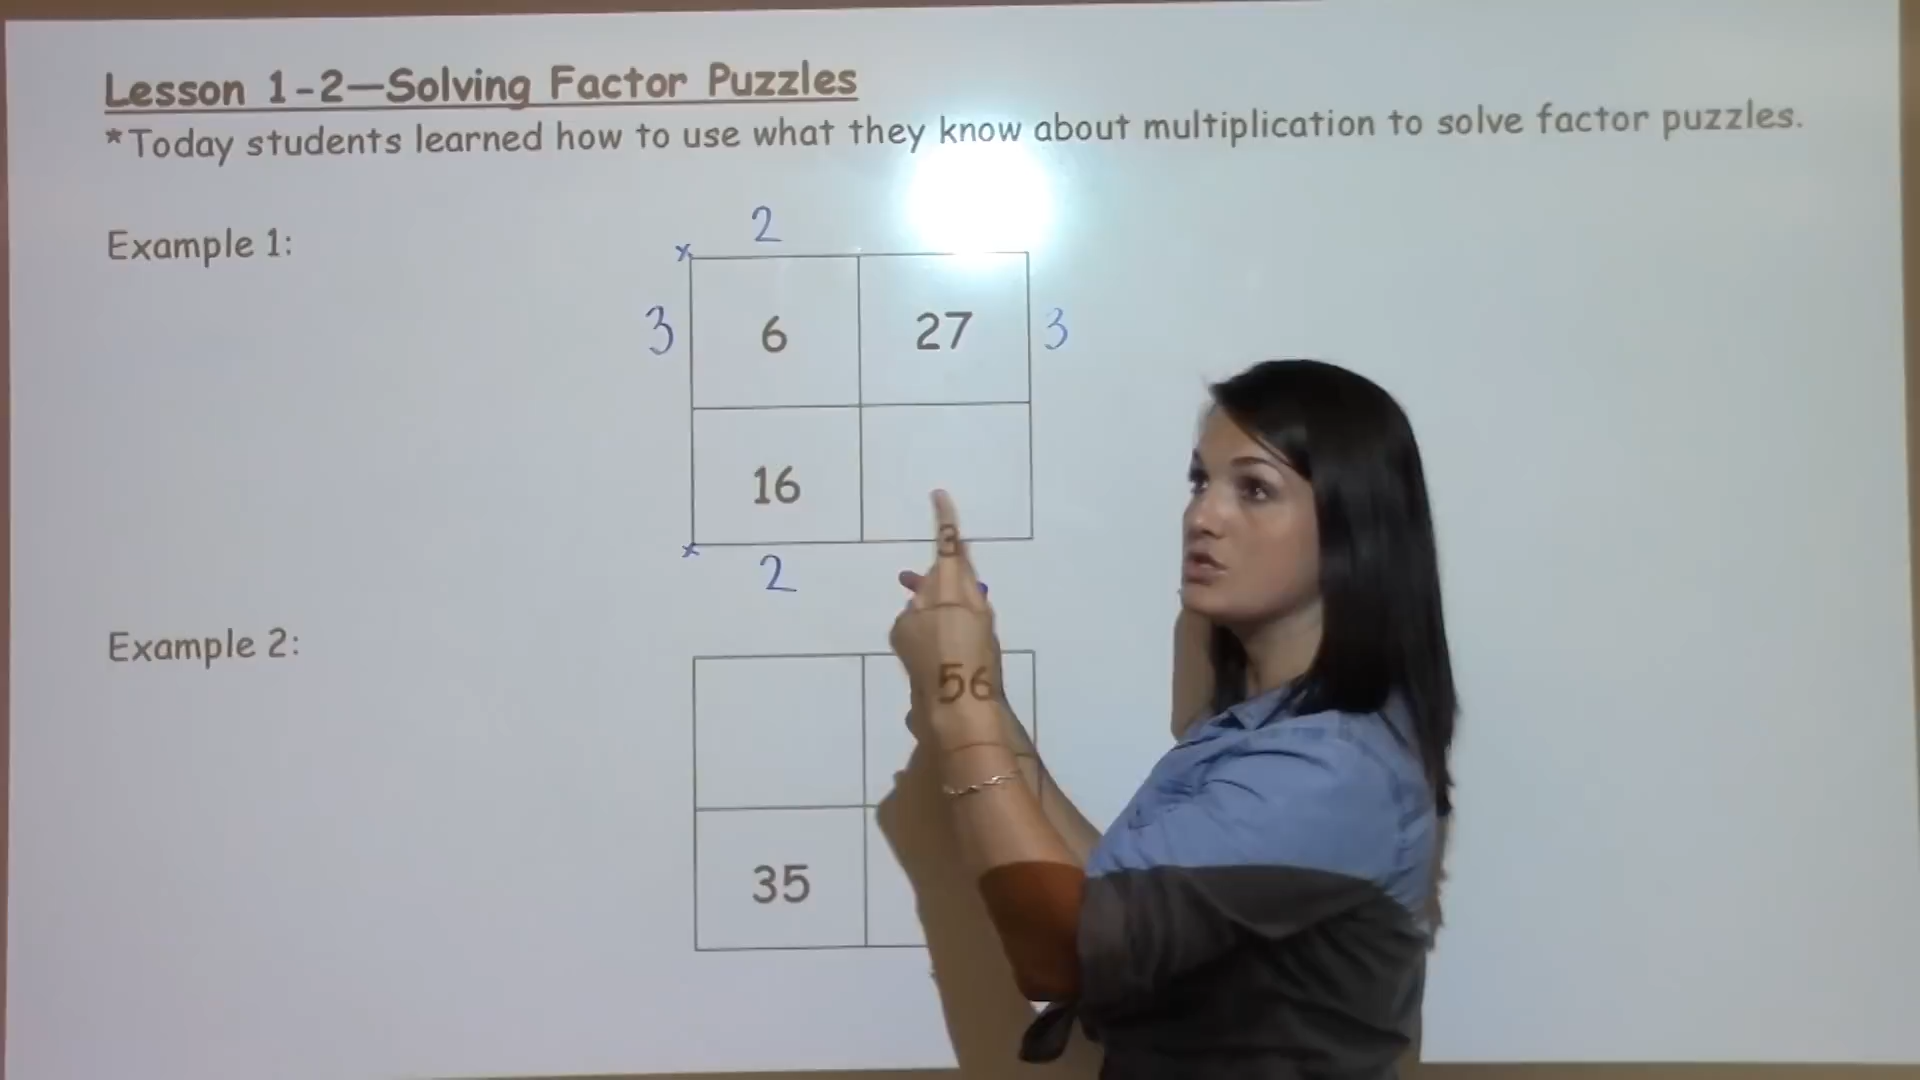 Lesson 1-2—Solving Factor Puzzles
*Today students learned how to use what they know about multiplication to solve factor puzzles.
Example 1:
2
x
3 6 27 3
16
3
x
2
Example 2:
56
35